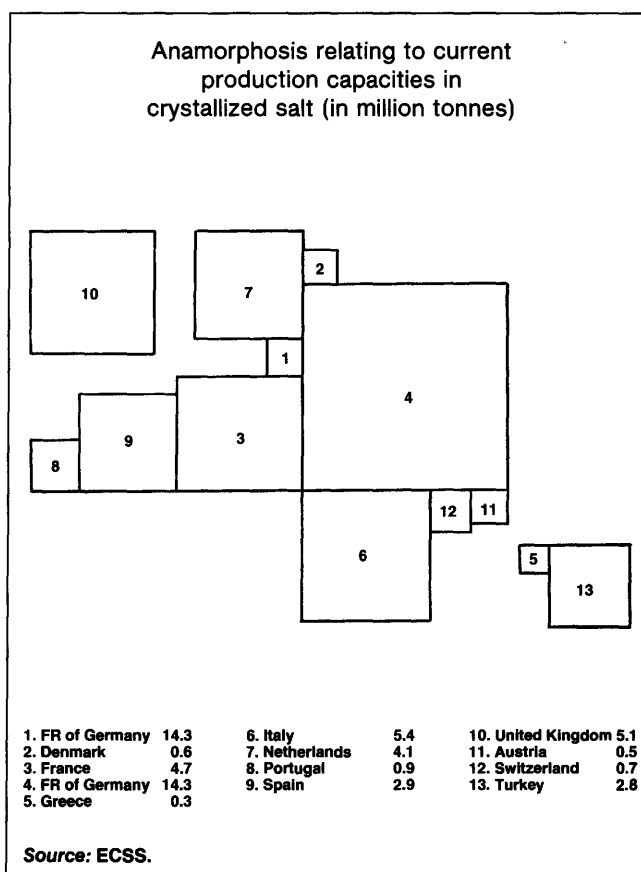 Anamorphosis relating to current
production capacities in
crystallized salt (in million tonnes)
2
10
7
1
4
9
3
8
12
11
6
5
13
1. FR of Germany 14.3
2. Denmark 0.6
3. France 4.7
4. FR of Germany 14.3
5. Greece 0.3
6. Italy 5.4
7. Netherlands 4.1
8. Portugal 0.9
9. Spain 2.9
10. United Kingdom 5.1
11. Austria 0.5
12. Switzerland 0.7
13. Turkey
Source: ECSS.